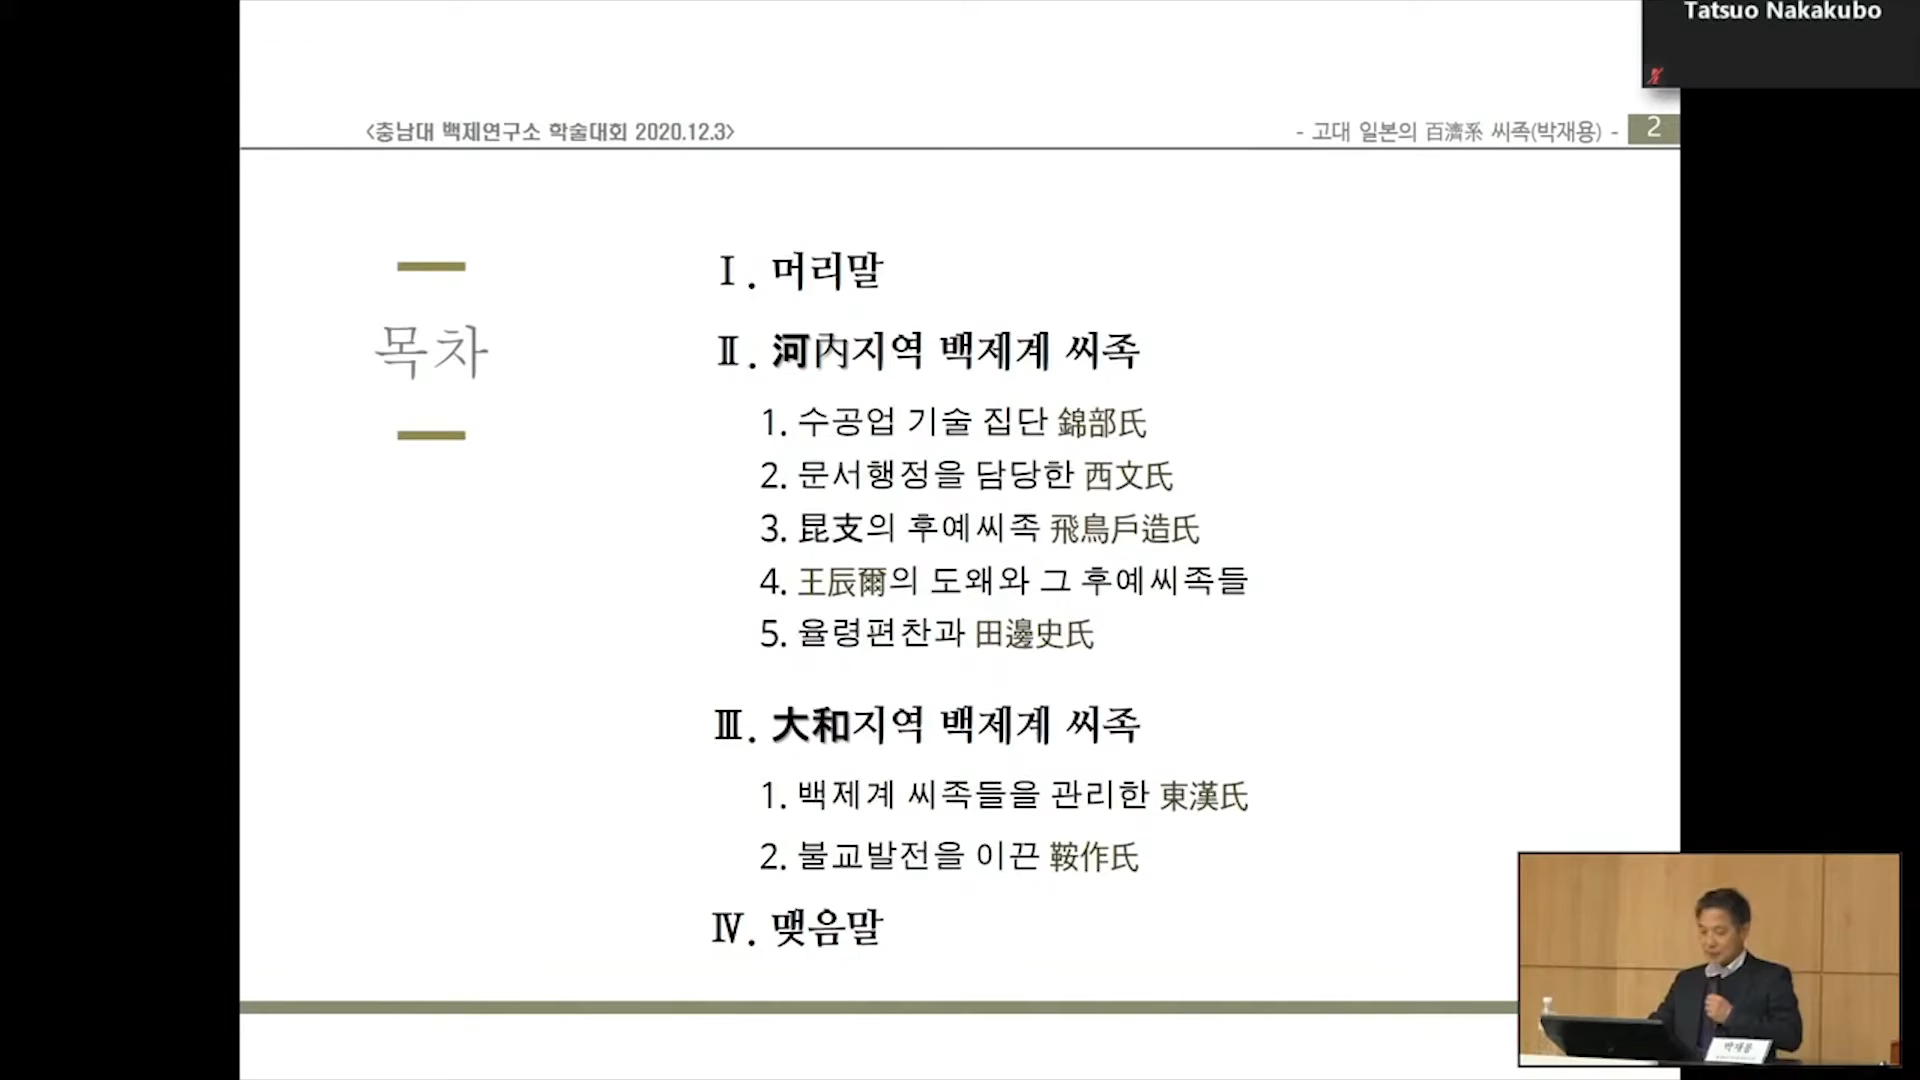 Tatsuo Nakakubo
<충남대 백제연구소 학술대회 2020.12.3>
- 고대 일본의 百濟系 씨족(박재용) -
2
목차
Ⅰ. 머리말
Ⅱ. 河內지역 백제계 씨족
1. 수공업 기술 집단 錦部氏
2. 문서행정을 담당한 西文氏
3. 昆支의 후예씨족 飛鳥戶造氏
4. 王辰爾의 도왜와 그 후예씨족들
5. 율령편찬과 田邊史氏
Ⅲ. 大和지역 백제계 씨족
1. 백제계 씨족들을 관리한 東漢氏
2. 불교발전을 이끈 鞍作氏
Ⅳ. 맺음말
박재용